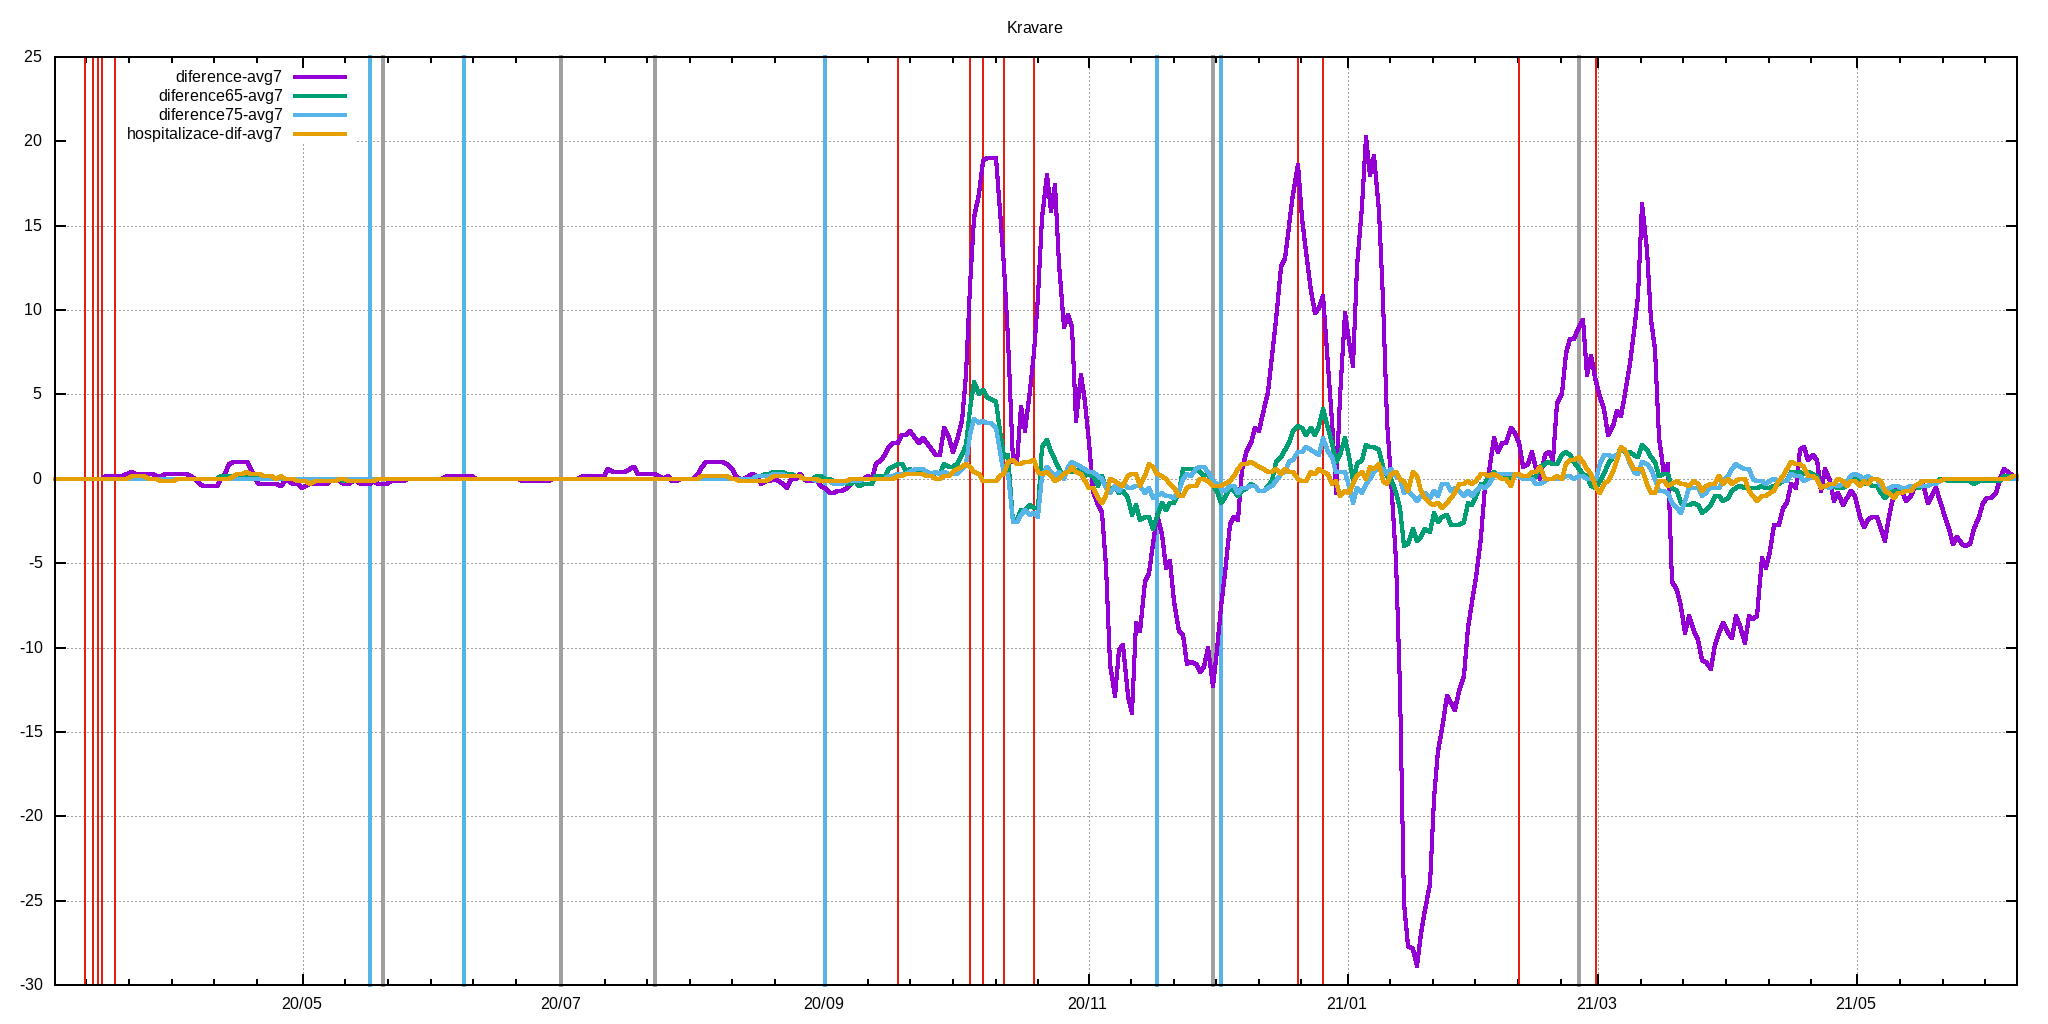 Kravare
25
diference-avg7
diference65-avg7
diference75-avg7
hospitalizace-dif-avg7
20
15
10
5
0
-5
-10
-15
-20
-25
-30
20/05 20/07 20/09 20/11 21/01 21/03 21/05